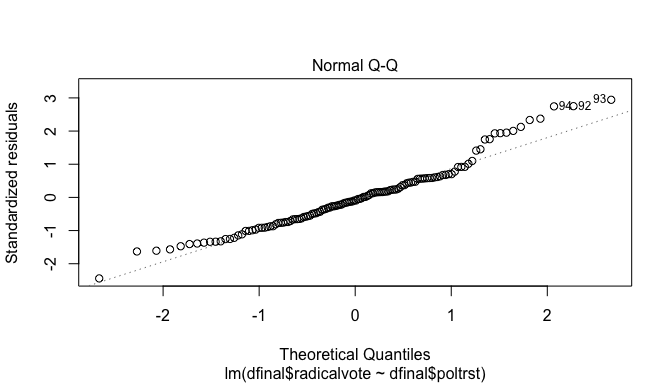 Normal Q-Q
Standardized residuals
3
2
1
0
-1
-2
93
94 92
-2 -1 0 1 2
Theoretical Quantiles
lm(dfinal$radicalvote ~ dfinal$poltrst)